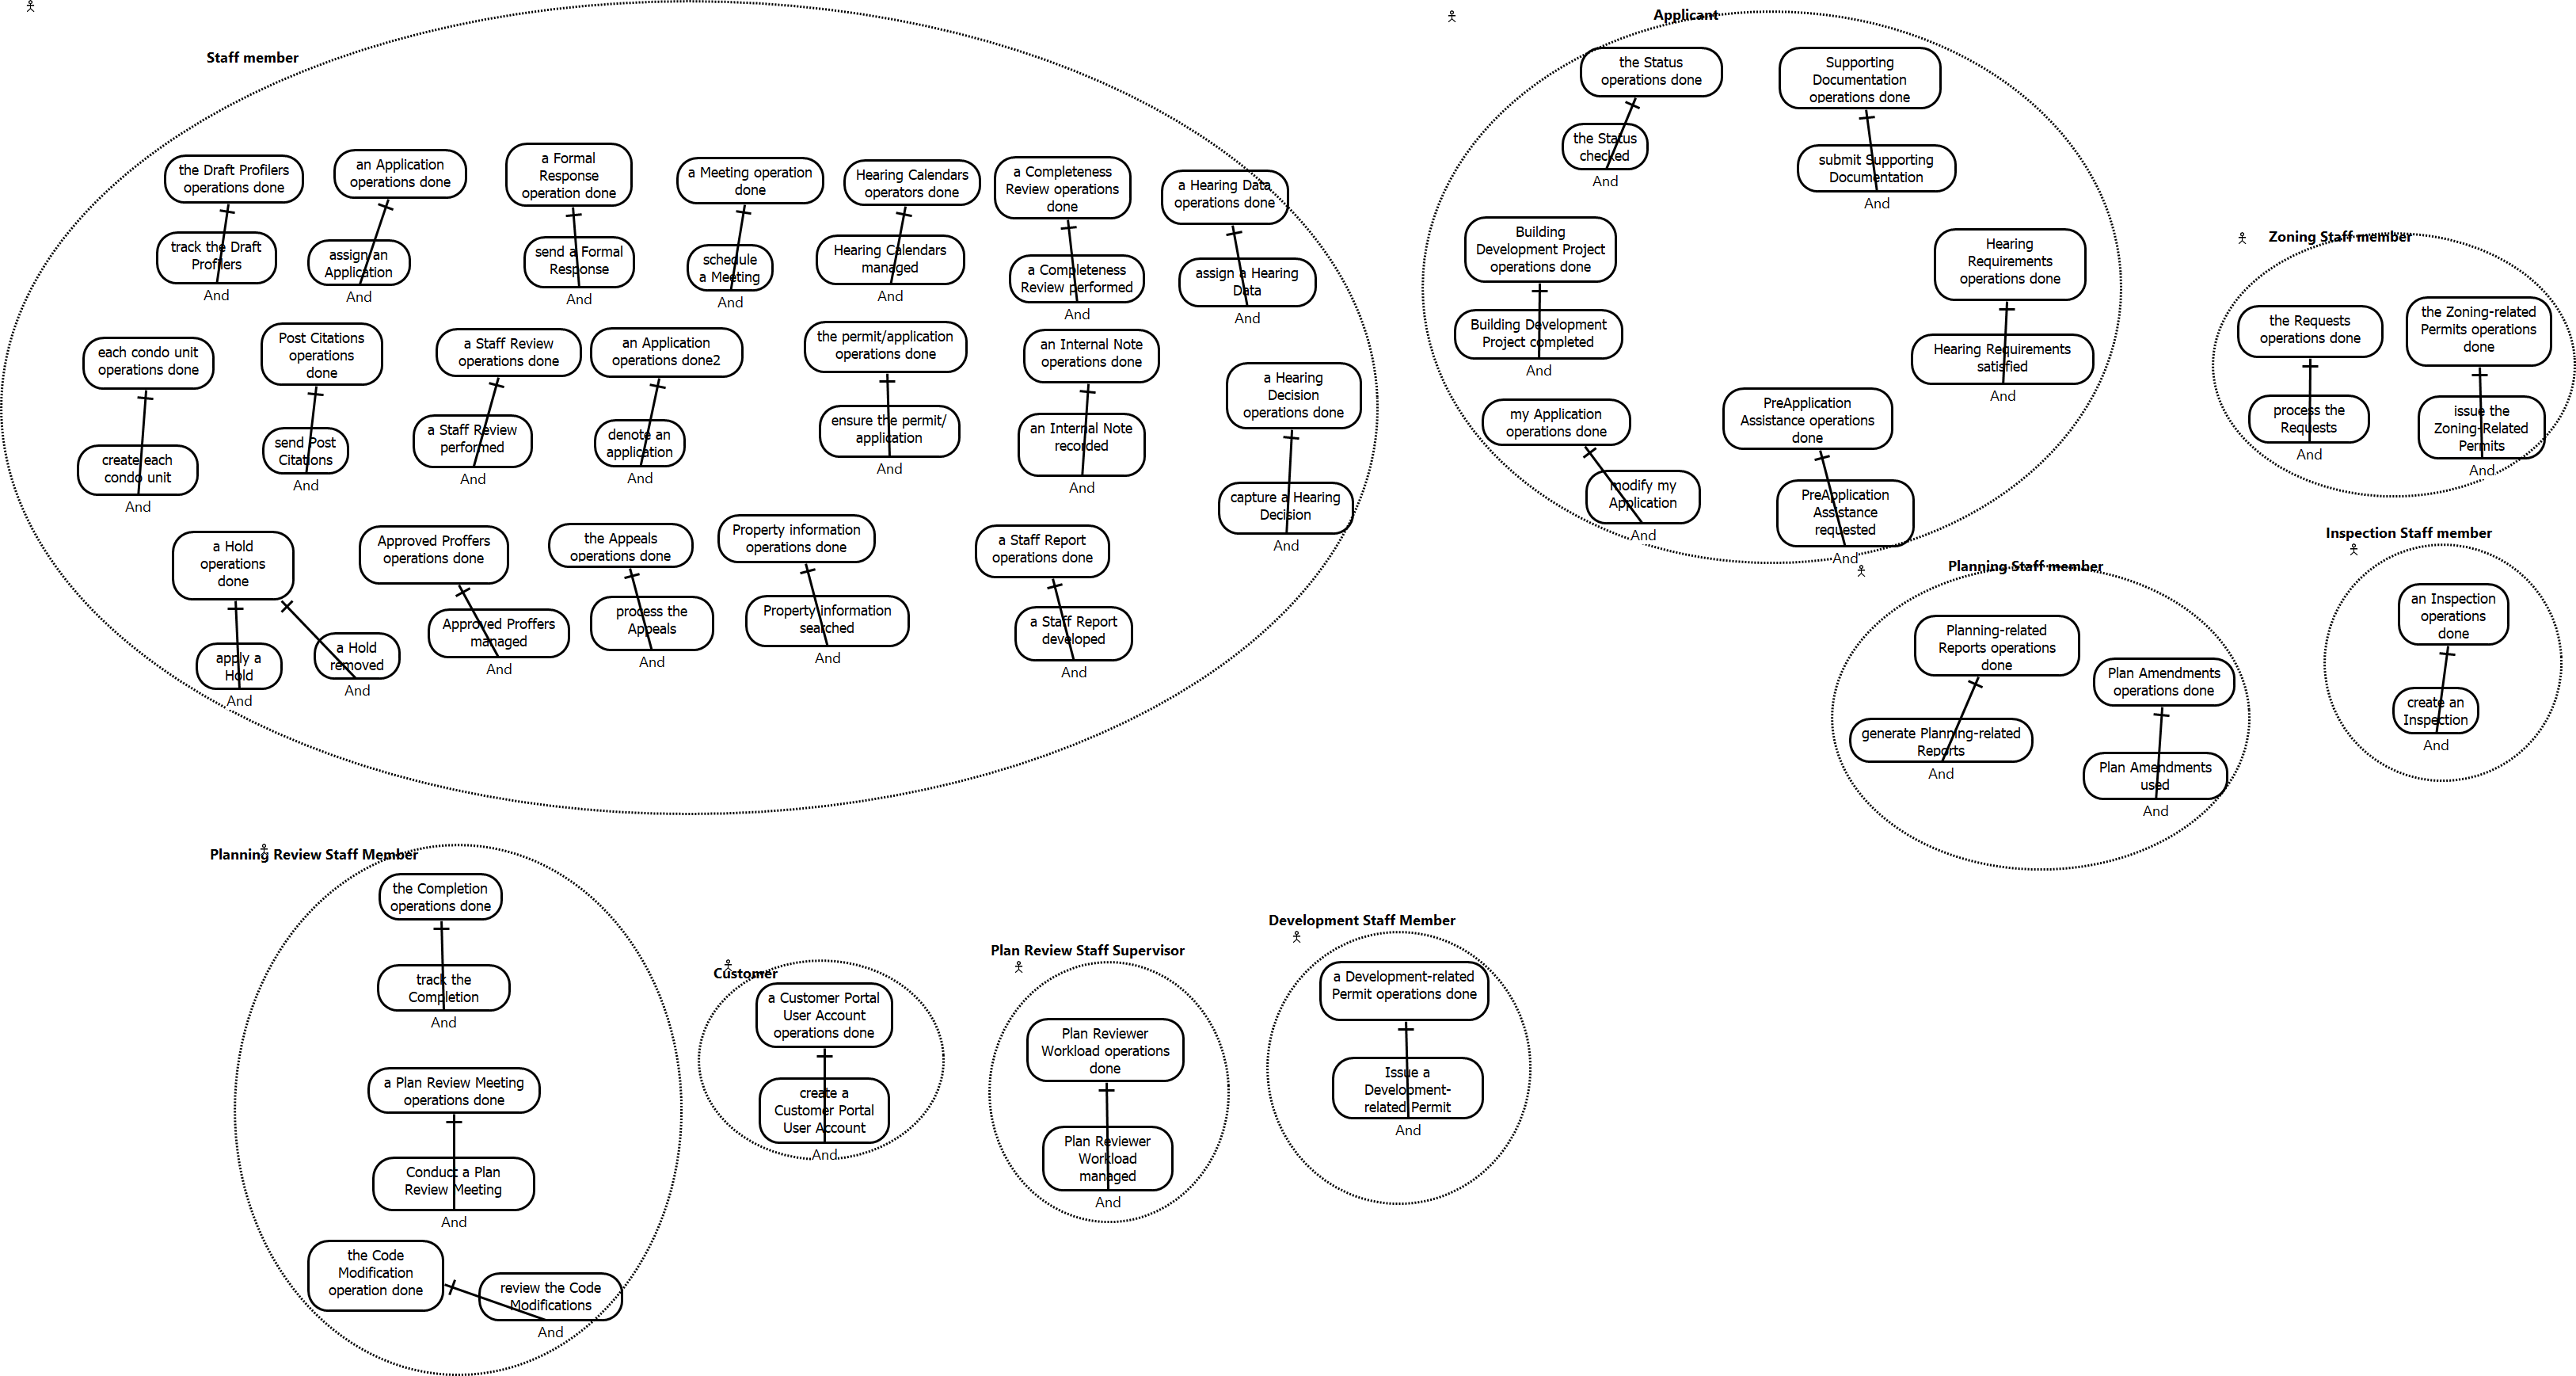 Staff member
the Draft Profilers
operations done
track the Draft
Profilers
And
an Application
operations done
assign an
Application
And
a Formal
Response
operation done
send a Formal
Response
And
a Meeting operation
done
schedule
a Meeting
And
Hearing Calendars
operators done
Hearing Calendars
managed
And
a Completeness
Review operations
done
a Completeness
Review performed
And
a Hearing Data
operations done
assign a Hearing
Data
And
each condo unit
operations done
create each
condo unit
And
Post Citations
operations
done
send Post
Citations
And
a Staff Review
operations done
a Staff Review
performed
And
an Application
operations done2
denote an
application
And
the permit/application
operations done
ensure the permit/
application
And
an Internal Note
operations done
an Internal Note
recorded
And
a Hearing
Decision
operations done
capture a Hearing
Decision
And
a Hold
operations
done
apply a
Hold
And
a Hold
removed
And
Approved Proffers
operations done
Approved Proffers
managed
And
the Appeals
operations done
process the
Appeals
And
Property information
operations done
Property information
searched
And
a Staff Report
operations done
a Staff Report
developed
And
Applicant
the Status
operations done
the Status
checked
And
Supporting
Documentation
operations done
submit Supporting
Documentation
And
Building
Development Project
operations done
Building Development
Project completed
And
Hearing
Requirements
operations done
Hearing Requirements
satisfied
And
my Application
operations done
modify my
Application
And
PreApplication
Assistance operations
done
PreApplication
Assistance
requested
And
Zoning Staff member
the Requests
operations done
process the
Requests
And
the Zoning-related
Permits operations
done
issue the
Zoning-Related
Permits
And
Planning Staff member
Planning-related
Reports operations
done
generate Planning-related
Reports
And
Plan Amendments
operations done
Plan Amendments
used
And
Inspection Staff member
an Inspection
operations
done
create an
Inspection
And
Planning Review Staff Member
the Completion
operations done
track the
Completion
And
a Plan Review Meeting
operations done
Conduct a Plan
Review Meeting
And
the Code
Modification
operation done
review the Code
Modifications
And
Customer
a Customer Portal
User Account
operations done
create a
Customer Portal
User Account
And
Plan Review Staff Supervisor
Plan Reviewer
Workload operations
done
Plan Reviewer
Workload
managed
And
Development Staff Member
a Development-related
Permit operations done
Issue a
Development-
related Permit
And